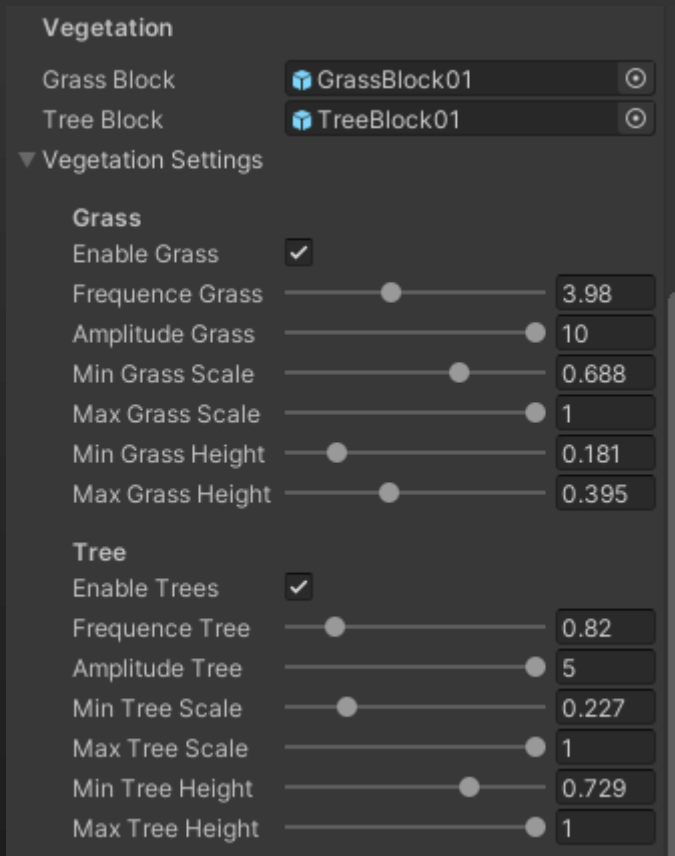 Vegetation
Grass Block GrassBlock01
Tree Block TreeBlock01
Vegetation Settings
Grass
Enable Grass
Frequence Grass 3.98
Amplitude Grass 10
Min Grass Scale 0.688
Max Grass Scale 1
Min Grass Height 0.181
Max Grass Height 0.395
Tree
Enable Trees
Frequence Tree 0.82
Amplitude Tree 5
Min Tree Scale 0.227
Max Tree Scale 1
Min Tree Height 0.729
Max Tree Height 1